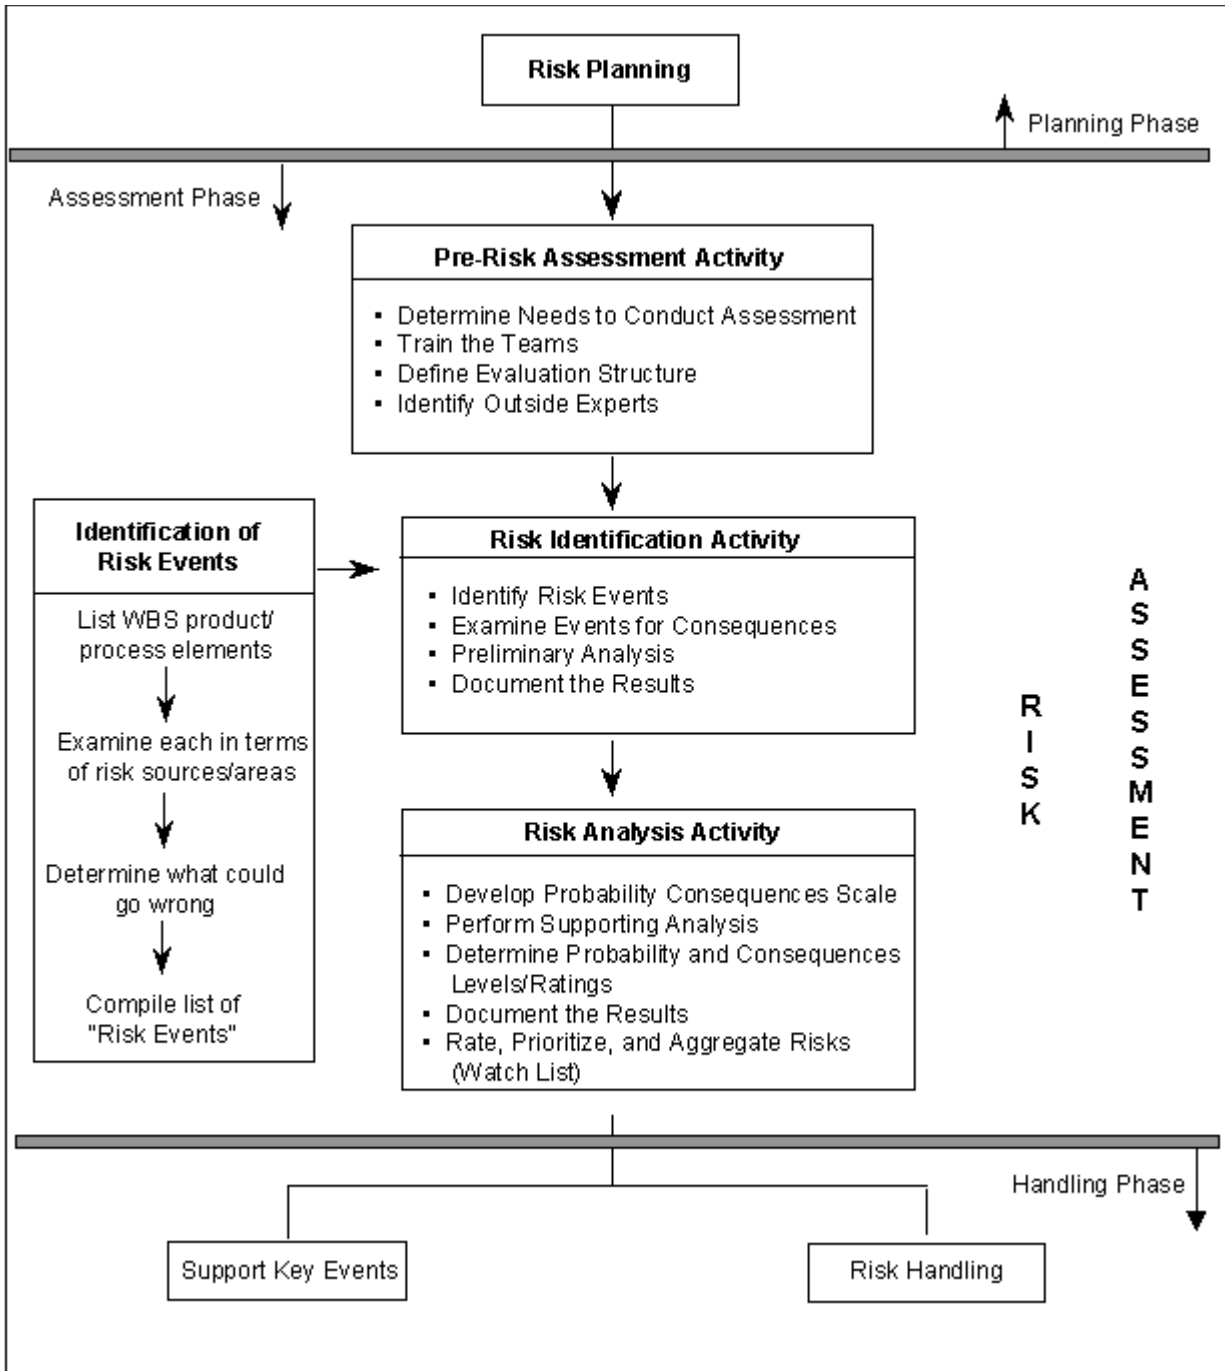 Risk Planning
Planning Phase
Assessment Phase
Pre-Risk Assessment Activity
▪ Determine Needs to Conduct Assessment
▪ Train the Teams
▪ Define Evaluation Structure
▪ Identify Outside Experts
Identification of
Risk Events
List WBS product/
process elements
Examine each in terms
of risk sources/areas
Determine what could
go wrong
Compile list of
"Risk Events"
Risk Identification Activity
▪ Identify Risk Events
▪ Examine Events for Consequences
▪ Preliminary Analysis
▪ Document the Results
Risk Analysis Activity
▪ Develop Probability Consequences Scale
▪ Perform Supporting Analysis
▪ Determine Probability and Consequences
Levels/Ratings
▪ Document the Results
▪ Rate, Prioritize, and Aggregate Risks
(Watch List)
RISK
ASSESSMENT
Handling Phase
Support Key Events
Risk Handling